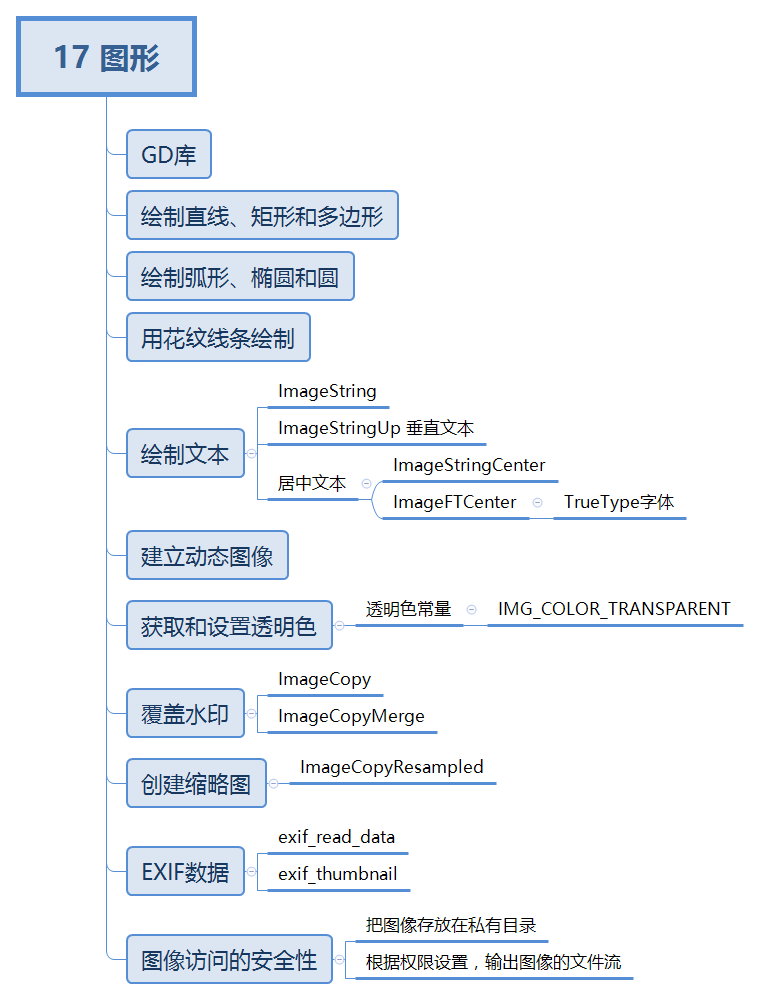 17 图形
GD库
绘制直线、矩形和多边形
绘制弧形、椭圆和圆
用花纹线条绘制
绘制文本
ImageString
ImageStringUp 垂直文本
居中文本
ImageStringCenter
ImageFTCenter
TrueType字体
建立动态图像
获取和设置透明色
透明色常量
IMG_COLOR_TRANSPARENT
覆盖水印
ImageCopy
ImageCopyMerge
创建缩略图
ImageCopyResampled
EXIF数据
exif_read_data
exif_thumbnail
图像访问的安全性
把图像存放在私有目录
根据权限设置，输出图像的文件流